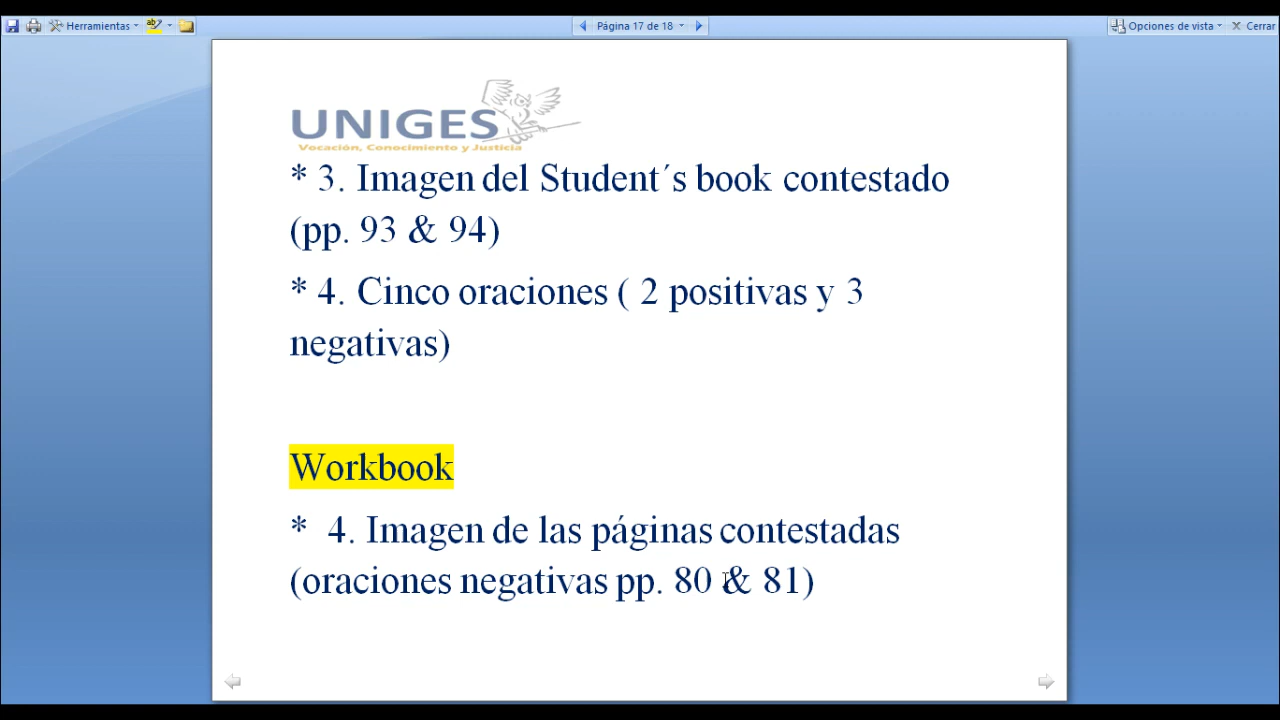 Herramientas
Página 17 de 18
Opciones de vista
Cerrar
UNIGES
Vocación, Conocimiento y Justicia
* 3. Imagen del Student´s book contestado
(pp. 93 & 94)
* 4. Cinco oraciones ( 2 positivas y 3
negativas)
Workbook
* 4. Imagen de las páginas contestadas
(oraciones negativas pp. 80 & 81)